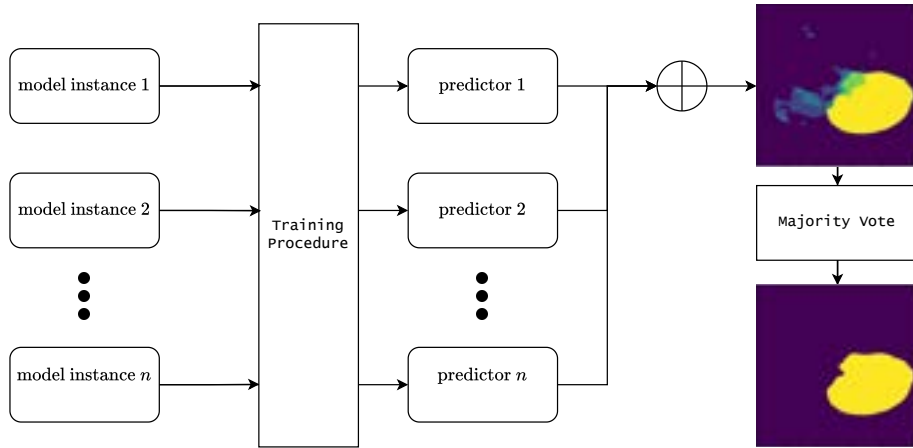 model instance 1
predictor 1
model instance 2
predictor 2
Training
Procedure
Majority Vote
model instance n
predictor n